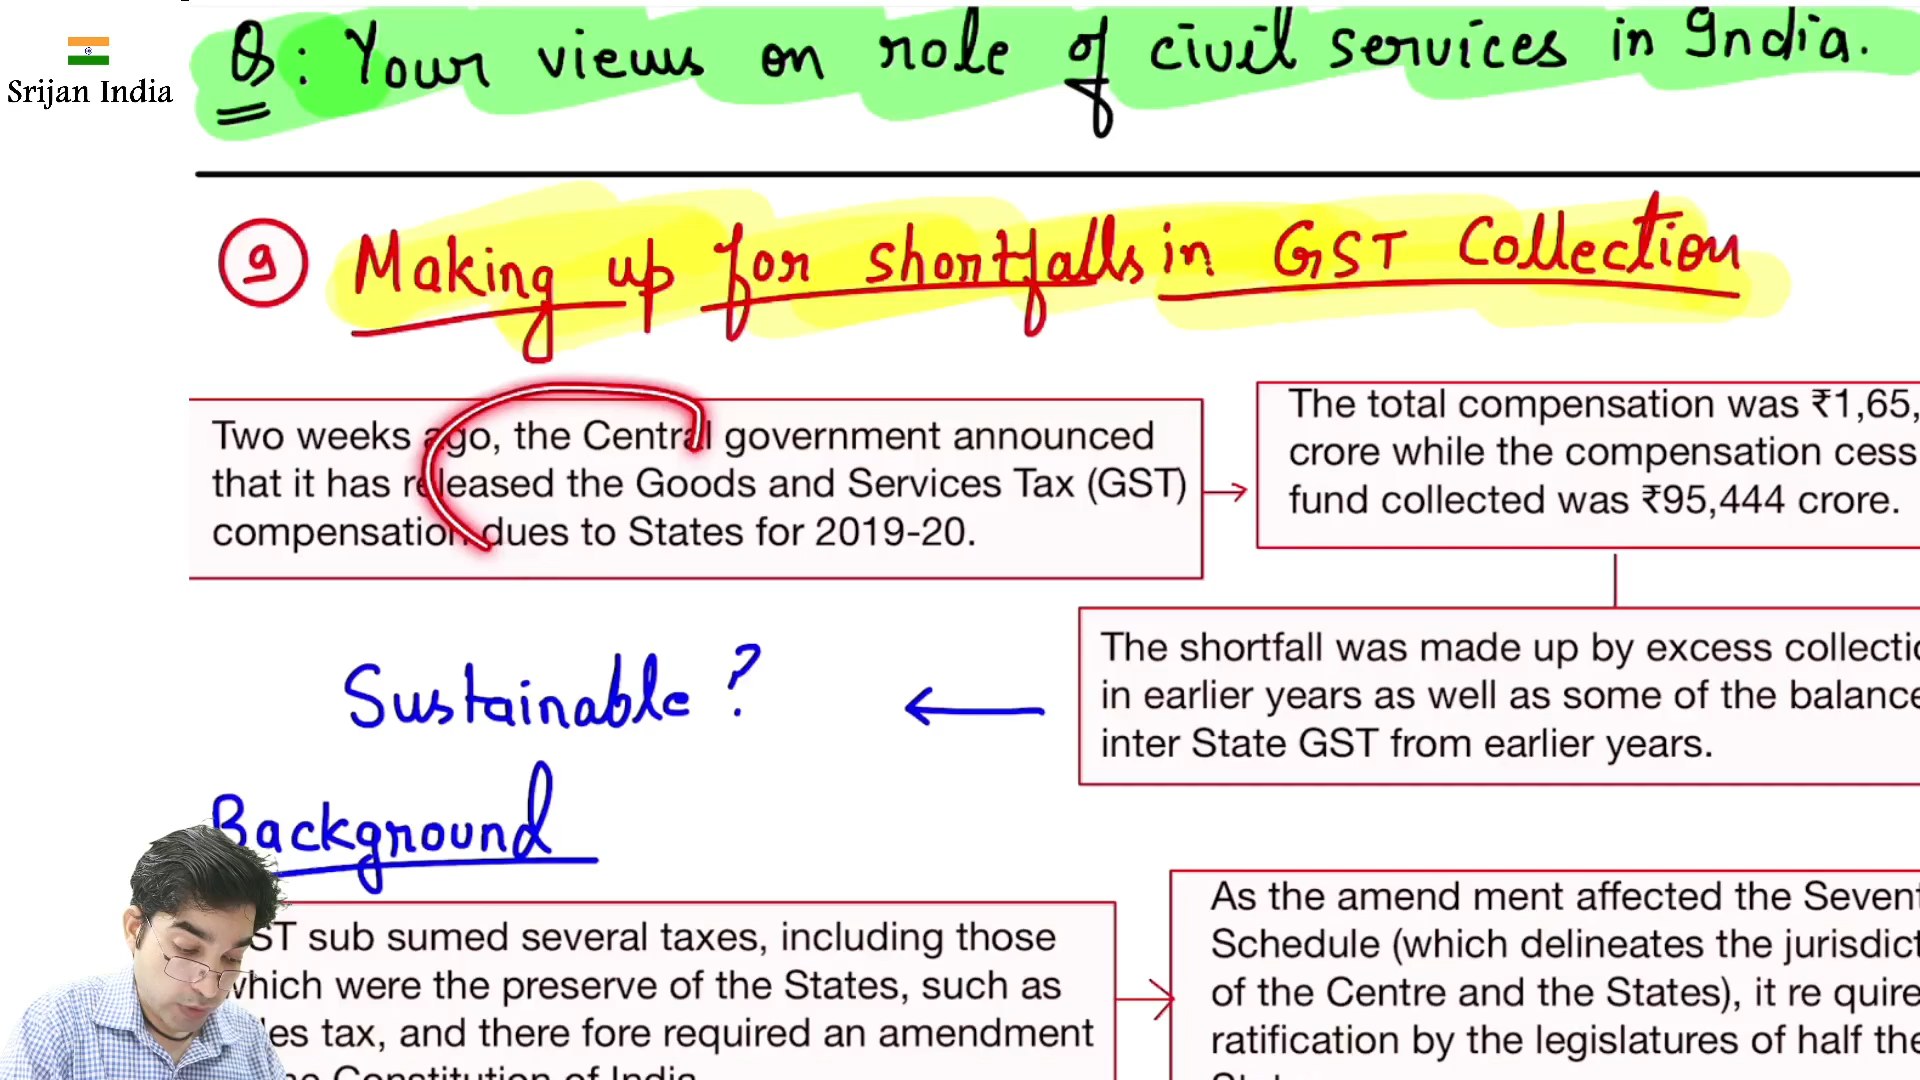 Q: Your views on role of civil services in India.
Srijan India
9 Making up for shortfalls in GST Collection
Two weeks ago, the Central government announced
that it has released the Goods and Services Tax (GST)
compensation dues to States for 2019-20.
The total compensation was ₹1,65,
crore while the compensation cess
fund collected was ₹95,444 crore.
The shortfall was made up by excess collectio
in earlier years as well as some of the balance
inter State GST from earlier years.
Sustainable ?
Background
ST sub sumed several taxes, including those
which were the preserve of the States, such as
les tax, and there fore required an amendment
he Constitution of India
As the amend ment affected the Sevent
Schedule (which delineates the jurisdict
of the Centre and the States), it re quire
ratification by the legislatures of half the